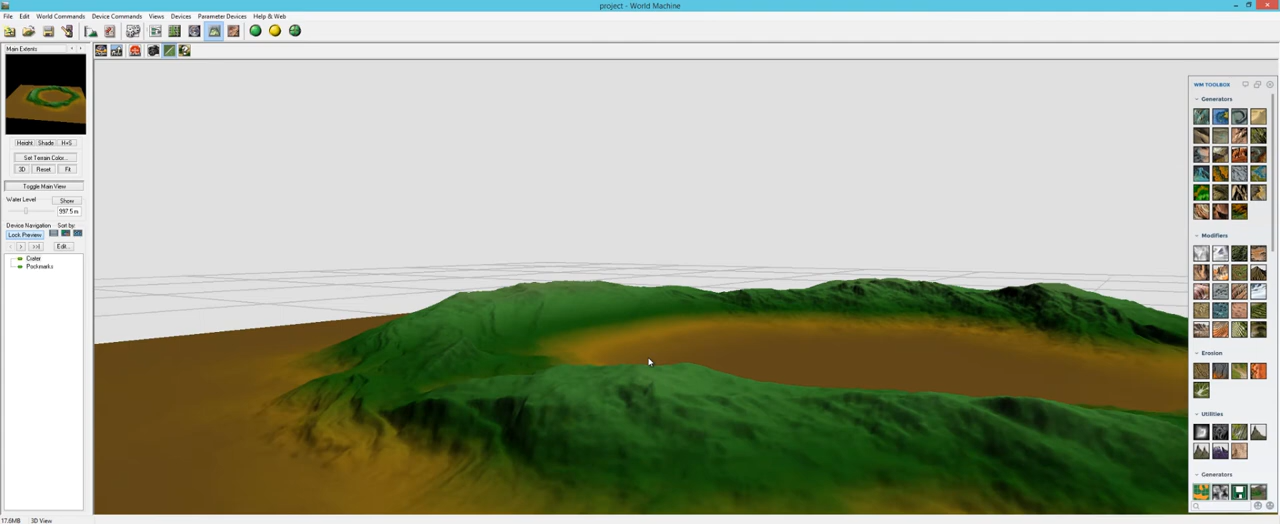 project - World Machine
File Edit World Commands Device Commands Views Devices Parameter Devices Help & Web
Main Extents
Height Shade H+S
Set Terrain Color...
3D Reset Fit
Toggle Main View
Water Level Show
997.5 m
Device Navigation Sort by:
Lock Preview
Edit...
Crater
Pockmarks
WM TOOLBOX
Generators
Modifiers
Erosion
Utilities
Generators
17.6MB 3D View